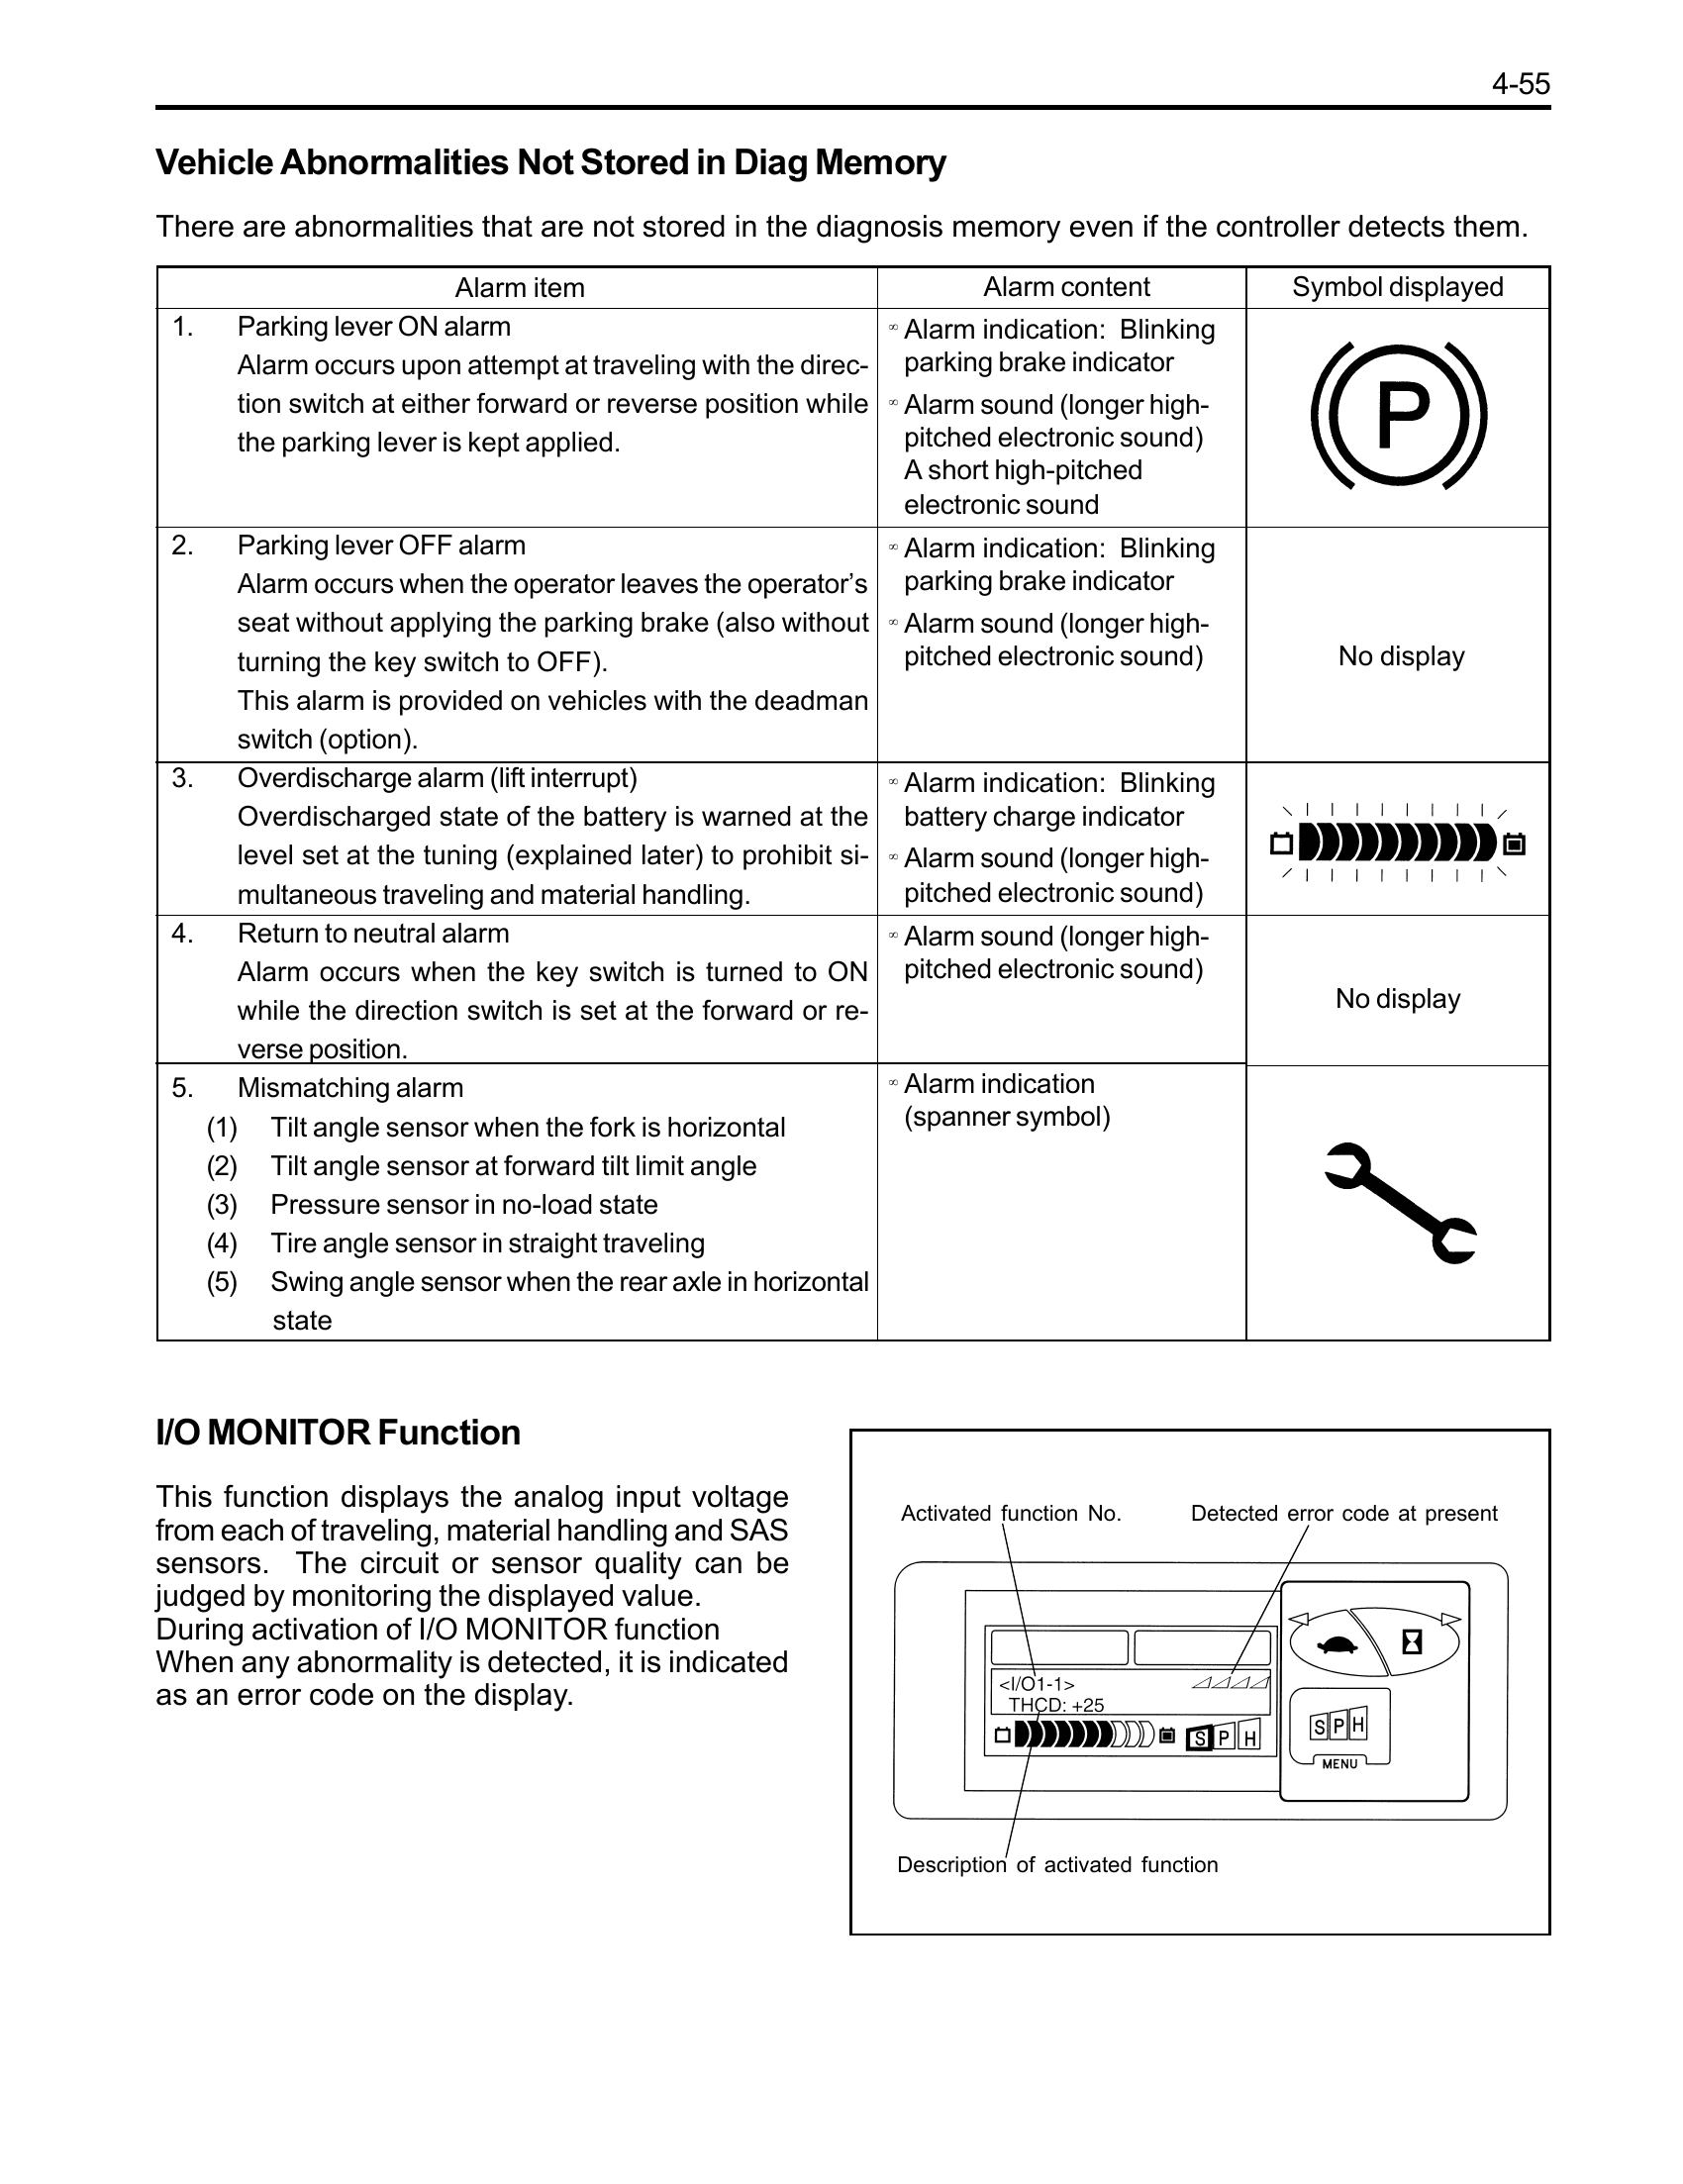 4-55
Vehicle Abnormalities Not Stored in Diag Memory
There are abnormalities that are not stored in the diagnosis memory even if the controller detects them.
Alarm item
Alarm content
Symbol displayed
1. Parking lever ON alarm
Alarm occurs upon attempt at traveling with the direc-
tion switch at either forward or reverse position while
the parking lever is kept applied.
∞ Alarm indication: Blinking
parking brake indicator
∞ Alarm sound (longer high-
pitched electronic sound)
A short high-pitched
electronic sound
P
2. Parking lever OFF alarm
Alarm occurs when the operator leaves the operator’s
seat without applying the parking brake (also without
turning the key switch to OFF).
This alarm is provided on vehicles with the deadman
switch (option).
∞ Alarm indication: Blinking
parking brake indicator
∞ Alarm sound (longer high-
pitched electronic sound)
No display
3. Overdischarge alarm (lift interrupt)
Overdischarged state of the battery is warned at the
level set at the tuning (explained later) to prohibit si-
multaneous traveling and material handling.
∞ Alarm indication: Blinking
battery charge indicator
∞ Alarm sound (longer high-
pitched electronic sound)
4. Return to neutral alarm
Alarm occurs when the key switch is turned to ON
while the direction switch is set at the forward or re-
verse position.
∞ Alarm sound (longer high-
pitched electronic sound)
No display
5. Mismatching alarm
(1) Tilt angle sensor when the fork is horizontal
(2) Tilt angle sensor at forward tilt limit angle
(3) Pressure sensor in no-load state
(4) Tire angle sensor in straight traveling
(5) Swing angle sensor when the rear axle in horizontal
state
∞ Alarm indication
(spanner symbol)
I/O MONITOR Function
This function displays the analog input voltage
from each of traveling, material handling and SAS
sensors. The circuit or sensor quality can be
judged by monitoring the displayed value.
During activation of I/O MONITOR function
When any abnormality is detected, it is indicated
as an error code on the display.
Activated function No.
Detected error code at present
<I/O1-1>
THCD: +25
S P H
S P H
MENU
Description of activated function